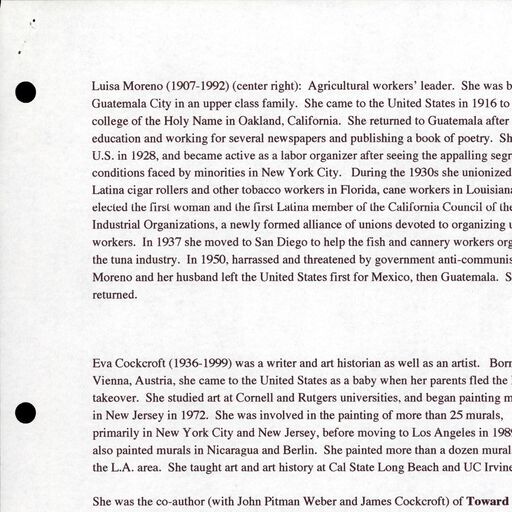 Luisa Moreno (1907-1992) (center right): Agricultural workers' leader. She was b
Guatemala City in an upper class family. She came to the United States in 1916 to
college of the Holy Name in Oakland, California. She returned to Guatemala after
education and working for several newspapers and publishing a book of poetry. Sh
U.S. in 1928, and became active as a labor organizer after seeing the appalling segr
conditions faced by minorities in New York City. During the 1930s she unionized
Latina cigar rollers and other tobacco workers in Florida, cane workers in Louisiana
elected the first woman and the first Latina member of the California Council of the
Industrial Organizations, a newly formed alliance of unions devoted to organizing u
workers. In 1937 she moved to San Diego to help the fish and cannery workers org
the tuna industry. In 1950, harrassed and threatened by government anti-communis
Moreno and her husband left the United States first for Mexico, then Guatemala. S
returned.
Eva Cockcroft (1936-1999) was a writer and art historian as well as an artist. Born
Vienna, Austria, she came to the United States as a baby when her parents fled the
takeover. She studied art at Cornell and Rutgers universities, and began painting m
in New Jersey in 1972. She was involved in the painting of more than 25 murals,
primarily in New York City and New Jersey, before moving to Los Angeles in 1989
also painted murals in Nicaragua and Berlin. She painted more than a dozen mural
the L.A. area. She taught art and art history at Cal State Long Beach and UC Irvine
She was the co-author (with John Pitman Weber and James Cockcroft) of Toward